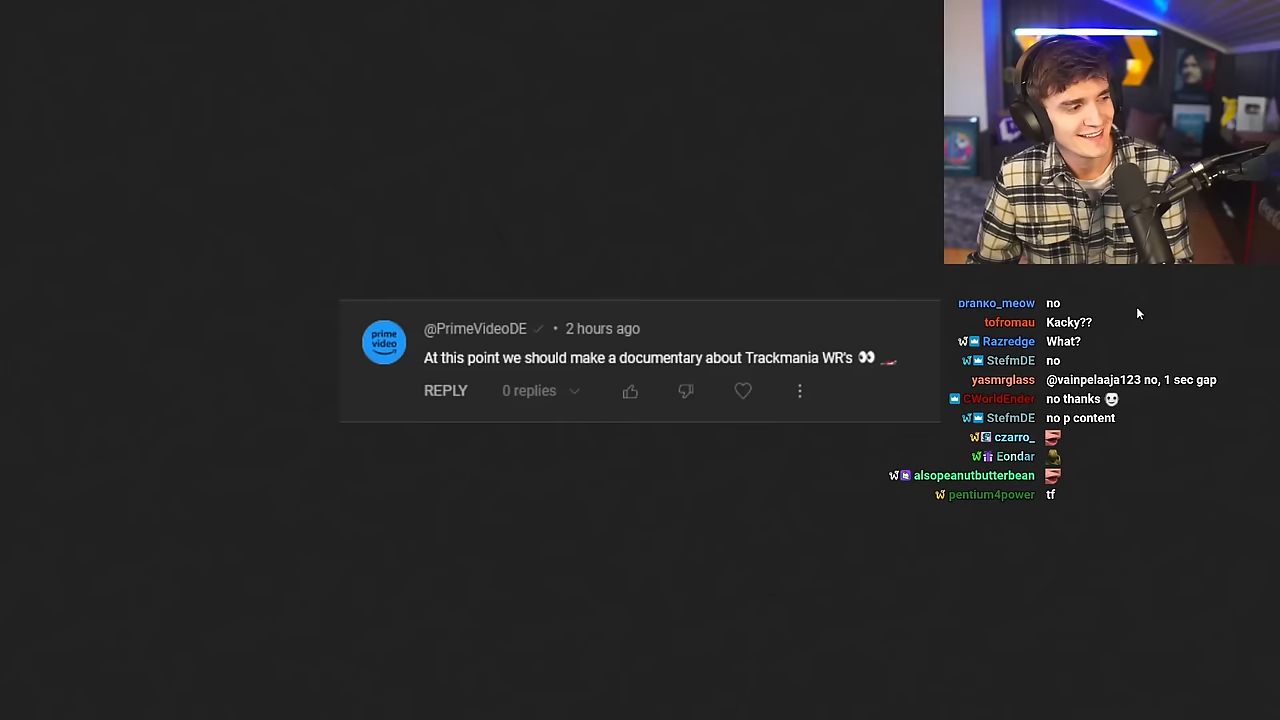 prime
video
@PrimeVideoDE • 2 hours ago
At this point we should make a documentary about Trackmania WR's 👀
REPLY 0 replies
pranko_meow no
tofromau Kacky??
Razredge What?
StefmDE no
yasmrglass @vainpelaaja123 no, 1 sec gap
CWorldEnder no thanks
StefmDE no p content
czarro_
Eondar
alsopeanutbutterbean
pentium4power tf